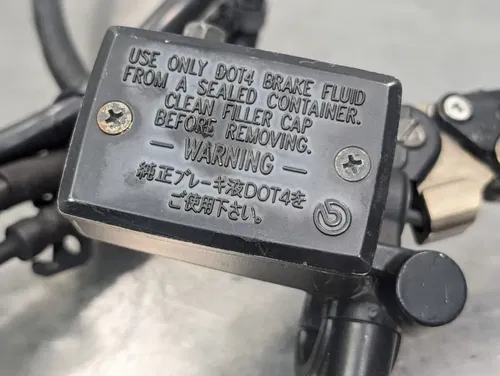 USE ONLY DOT4 BRAKE FLUID
FROM A SEALED CONTAINER.
CLEAN FILLER CAP
BEFORE REMOVING.
— WARNING —
純正ブレーキ液DOT4を
ご使用下さい。